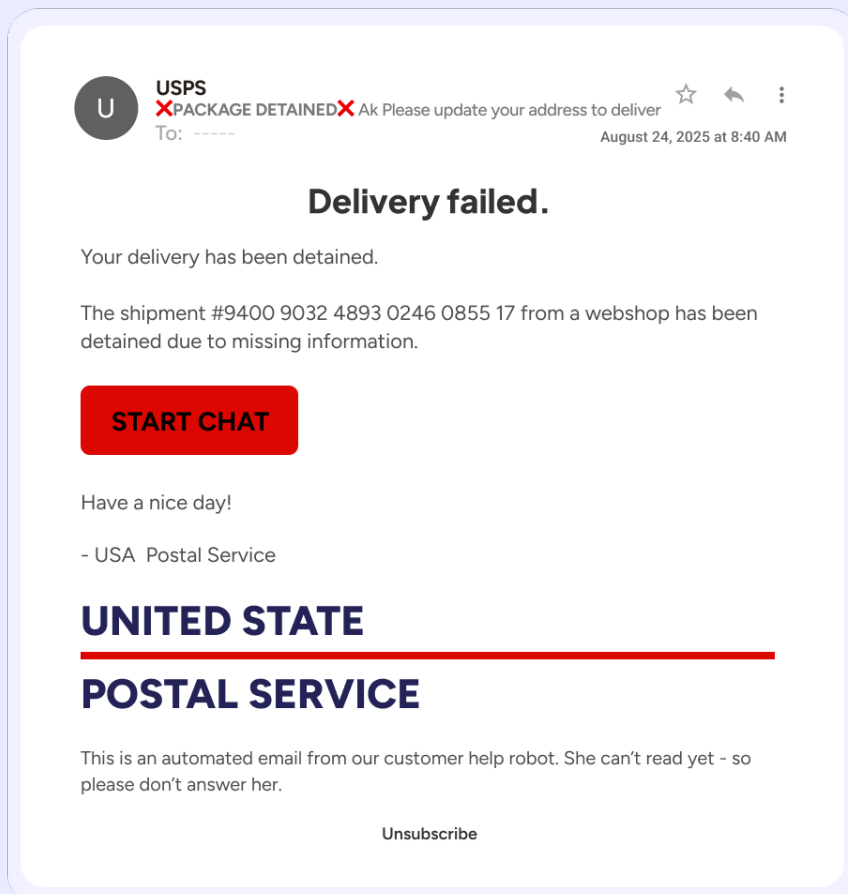 USPS
U
❌PACKAGE DETAINED❌ Ak Please update your address to deliver
To: -----
August 24, 2025 at 8:40 AM
Delivery failed.
Your delivery has been detained.
The shipment #9400 9032 4893 0246 0855 17 from a webshop has been
detained due to missing information.
START CHAT
Have a nice day!
- USA  Postal Service
UNITED STATE
POSTAL SERVICE
This is an automated email from our customer help robot. She can’t read yet - so
please don’t answer her.
Unsubscribe